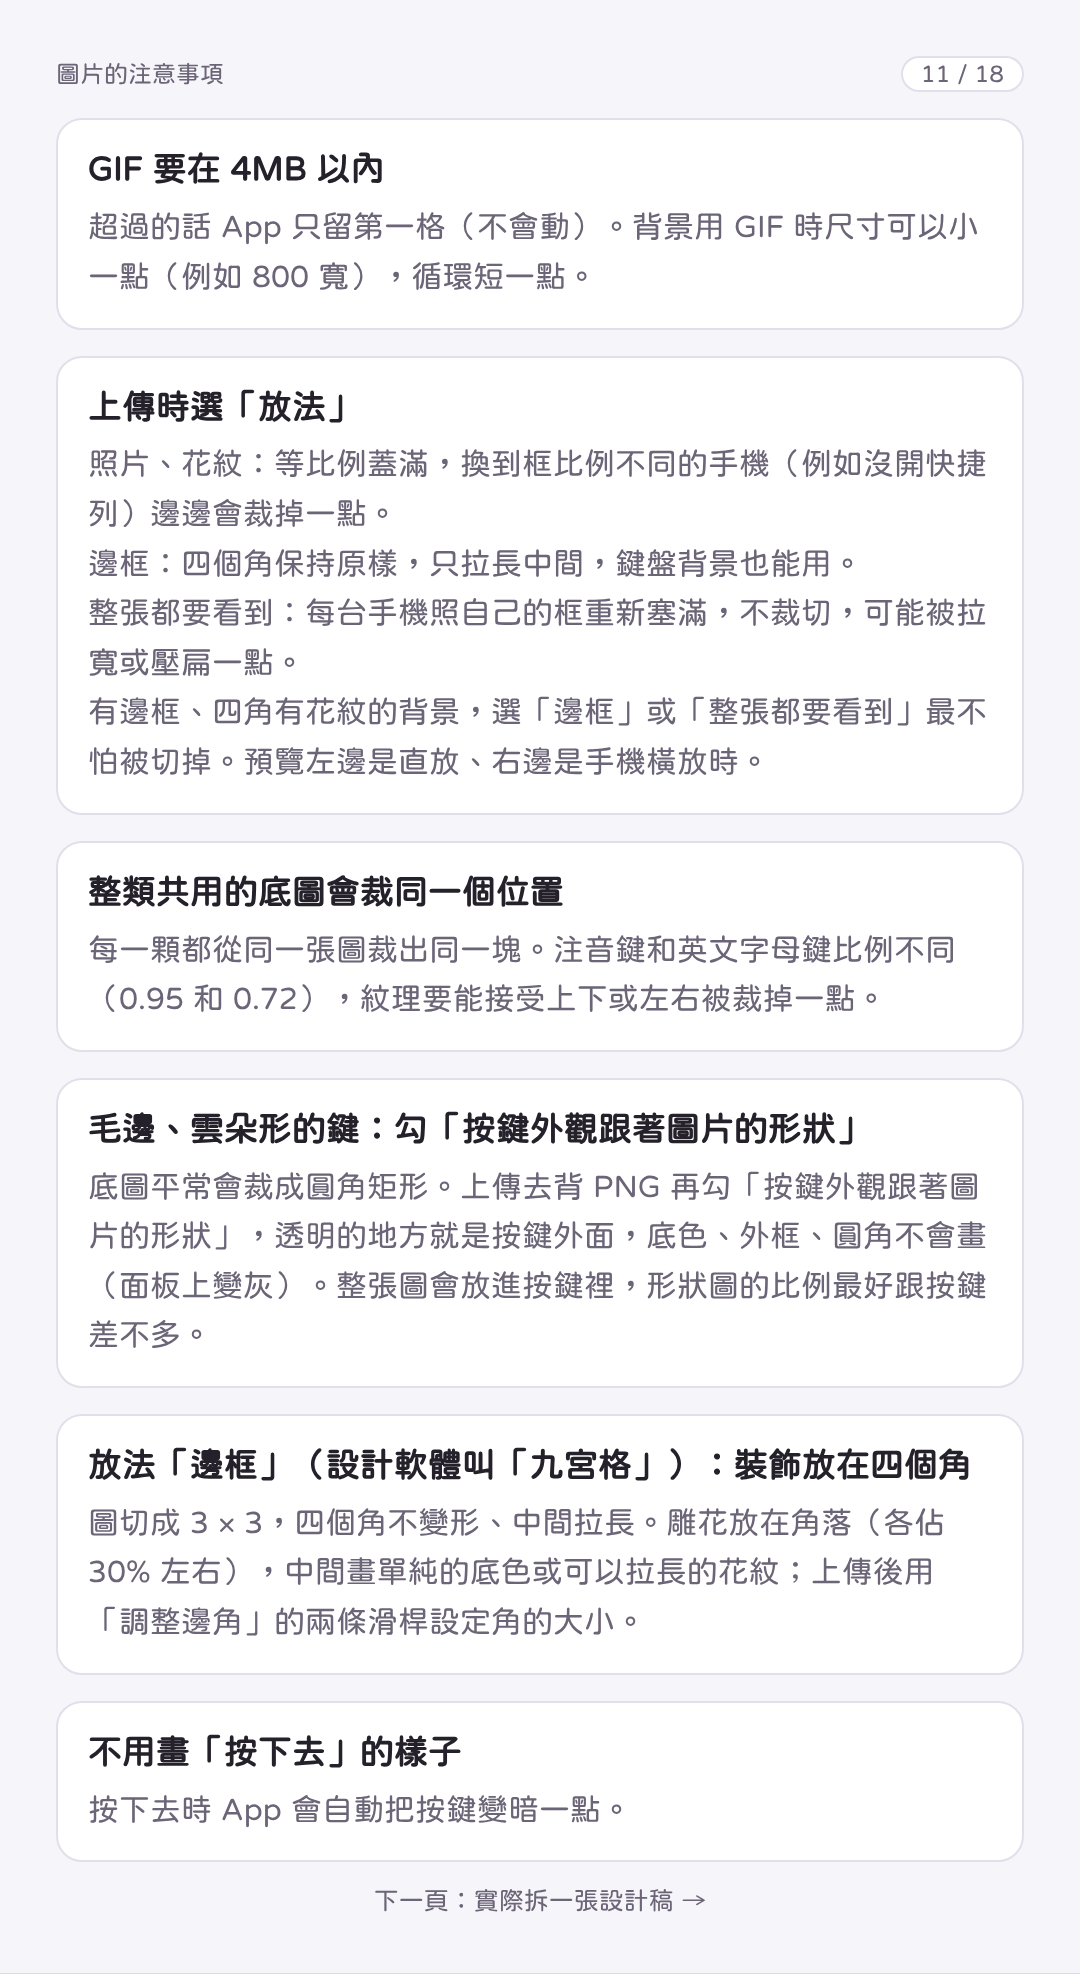 圖片的注意事項
11 / 18
GIF 要在 4MB 以內
超過的話 App 只留第一格（不會動）。背景用 GIF 時尺寸可以小
一點（例如 800 寬），循環短一點。
上傳時選「放法」
照片、花紋：等比例蓋滿，換到框比例不同的手機（例如沒開快捷
列）邊邊會裁掉一點。
邊框：四個角保持原樣，只拉長中間，鍵盤背景也能用。
整張都要看到：每台手機照自己的框重新塞滿，不裁切，可能被拉
寬或壓扁一點。
有邊框、四角有花紋的背景，選「邊框」或「整張都要看到」最不
怕被切掉。預覽左邊是直放、右邊是手機橫放時。
整類共用的底圖會裁同一個位置
每一顆都從同一張圖裁出同一塊。注音鍵和英文字母鍵比例不同
（0.95 和 0.72），紋理要能接受上下或左右被裁掉一點。
毛邊、雲朵形的鍵：勾「按鍵外觀跟著圖片的形狀」
底圖平常會裁成圓角矩形。上傳去背 PNG 再勾「按鍵外觀跟著圖
片的形狀」，透明的地方就是按鍵外面，底色、外框、圓角不會畫
（面板上變灰）。整張圖會放進按鍵裡，形狀圖的比例最好跟按鍵
差不多。
放法「邊框」（設計軟體叫「九宮格」）：裝飾放在四個角
圖切成 3 × 3，四個角不變形、中間拉長。雕花放在角落（各佔
30% 左右），中間畫單純的底色或可以拉長的花紋；上傳後用
「調整邊角」的兩條滑桿設定角的大小。
不用畫「按下去」的樣子
按下去時 App 會自動把按鍵變暗一點。
下一頁：實際拆一張設計稿 →